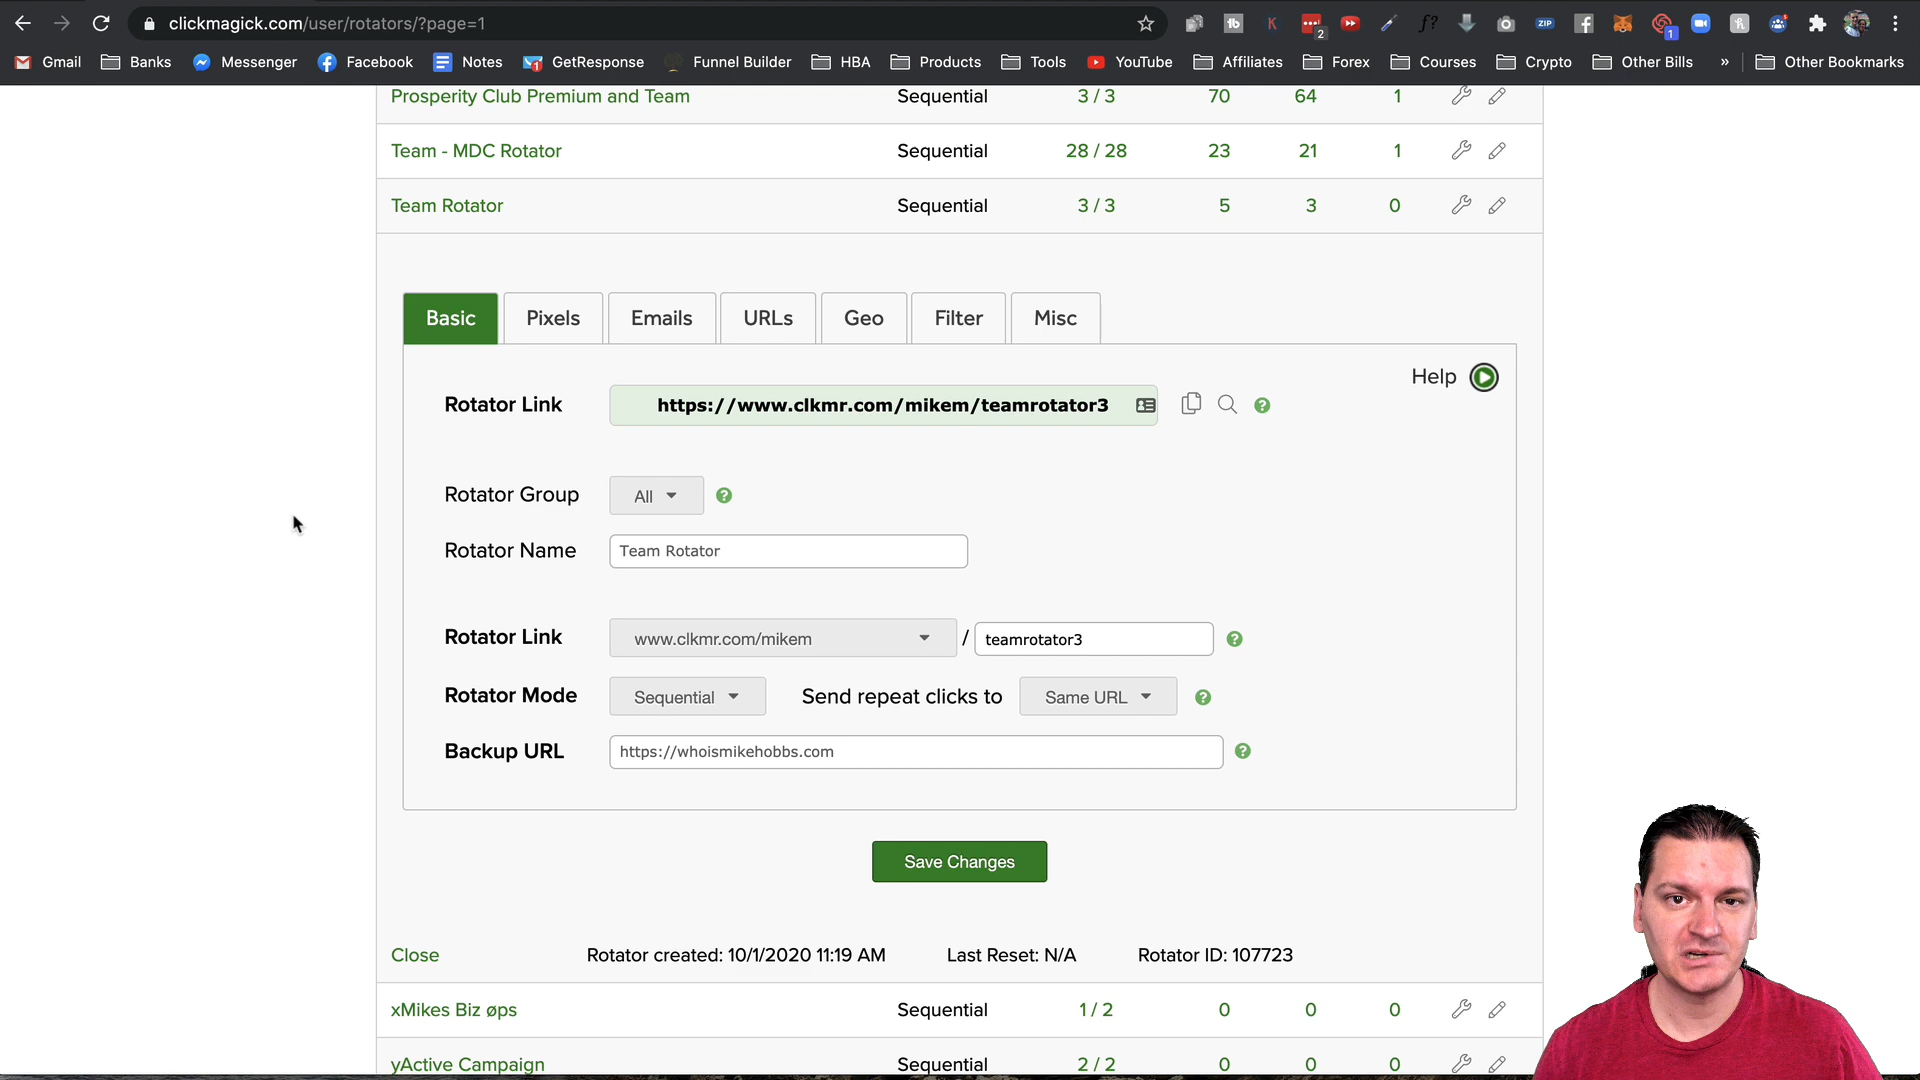 clickmagick.com/user/rotators/?page=1
Gmail Banks Messenger Facebook Notes GetResponse Funnel Builder HBA Products Tools YouTube Affiliates Forex Courses Crypto Other Bills » Other Bookmarks
Prosperity Club Premium and Team Sequential 3 / 3 70 64 1
Team - MDC Rotator Sequential 28 / 28 23 21 1
Team Rotator Sequential 3 / 3 5 3 0
Basic Pixels Emails URLs Geo Filter Misc
Help
Rotator Link https://www.clkmr.com/mikem/teamrotator3 ?
Rotator Group All ?
Rotator Name Team Rotator
Rotator Link www.clkmr.com/mikem / teamrotator3 ?
Rotator Mode Sequential Send repeat clicks to Same URL ?
Backup URL https://whoismikehobbs.com ?
Save Changes
Close Rotator created: 10/1/2020 11:19 AM Last Reset: N/A Rotator ID: 107723
xMikes Biz øps Sequential 1 / 2 0 0 0
yActive Campaign Sequential 2 / 2 0 0 0